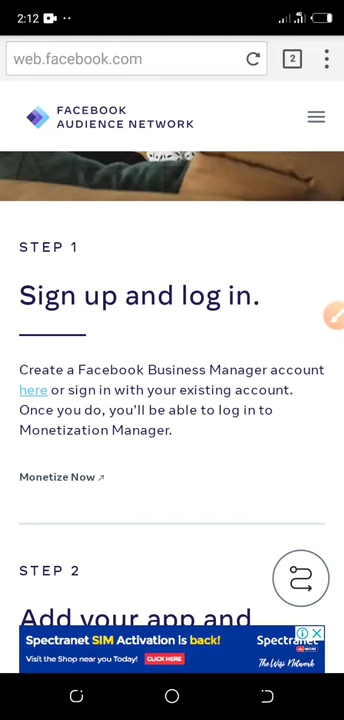 2:12
web.facebook.com
2
FACEBOOK
AUDIENCE NETWORK
STEP 1
Sign up and log in.
Create a Facebook Business Manager account
here or sign in with your existing account.
Once you do, you’ll be able to log in to
Monetization Manager.
Monetize Now ↗
STEP 2
Add your app and
Spectranet SIM Activation is back!
Visit the Shop near you Today!
CLICK HERE
Spectranet
The Wifi Network